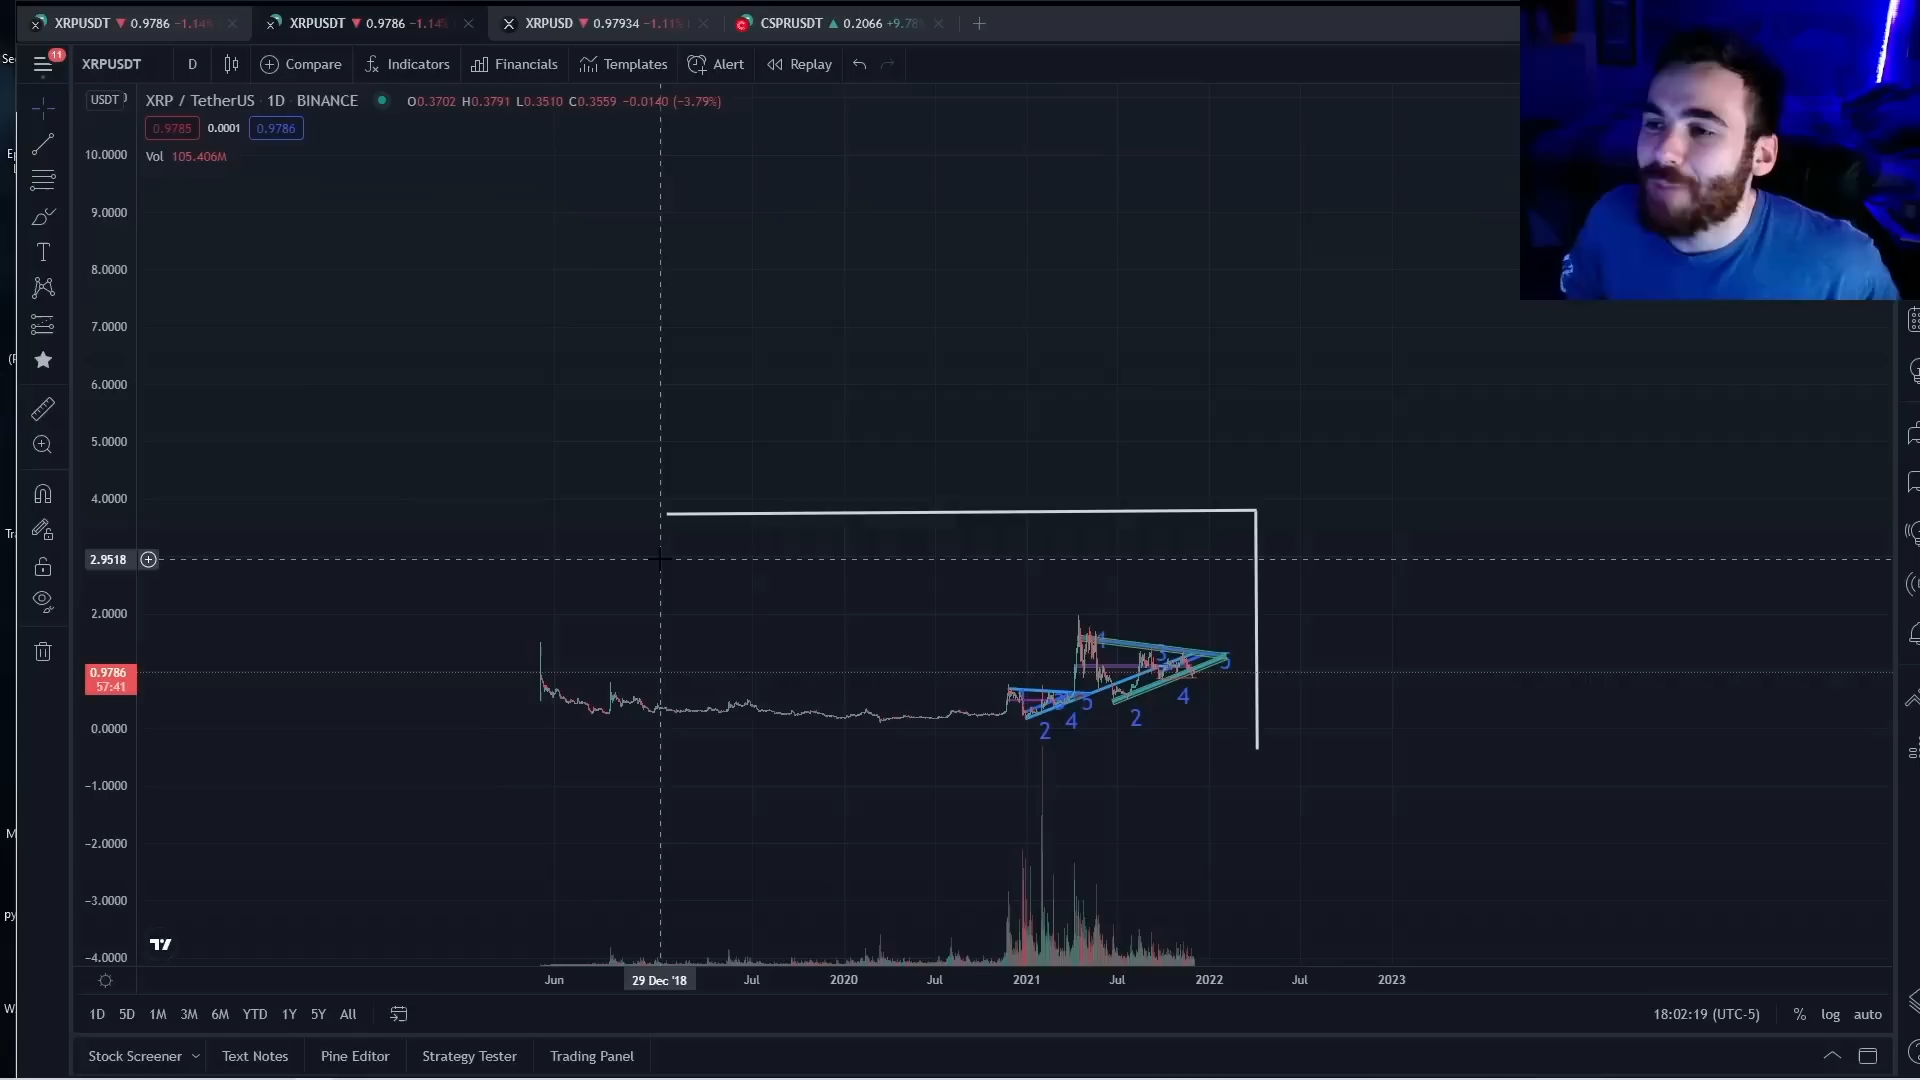 XRPUSDT ▼ 0.9786 −1.14%
XRPUSDT ▼ 0.9786 −1.14%
XRPUSD ▼ 0.97934 −1.11%
CSPRUSDT ▲ 0.2066 +9.78%
11
XRPUSDT
D
Compare
Indicators
Financials
Templates
Alert
Replay
USDT
XRP / TetherUS 1D BINANCE
O0.3702 H0.3791 L0.3510 C0.3559 −0.0140 (−3.79%)
0.9785
0.0001
0.9786
Vol 105.406M
10.0000
9.0000
8.0000
7.0000
6.0000
5.0000
4.0000
2.9518
2.0000
0.9786
57:41
0.0000
−1.0000
−2.0000
−3.0000
−4.0000
1
3
5
5
2
4
2
4
Jun
29 Dec '18
Jul
2020
Jul
2021
Jul
2022
Jul
2023
1D 5D 1M 3M 6M YTD 1Y 5Y All
18:02:19 (UTC-5)
% log auto
Stock Screener
Text Notes
Pine Editor
Strategy Tester
Trading Panel